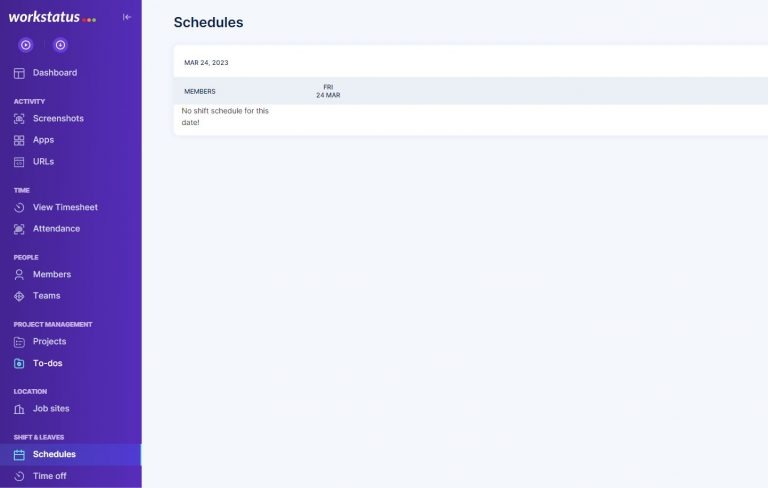 workstatus
Dashboard
ACTIVITY
Screenshots
Apps
URLs
TIME
View Timesheet
Attendance
PEOPLE
Members
Teams
PROJECT MANAGEMENT
Projects
To-dos
LOCATION
Job sites
SHIFT & LEAVES
Schedules
Time off
Schedules
MAR 24, 2023
MEMBERS
FRI
24 MAR
No shift schedule for this
date!